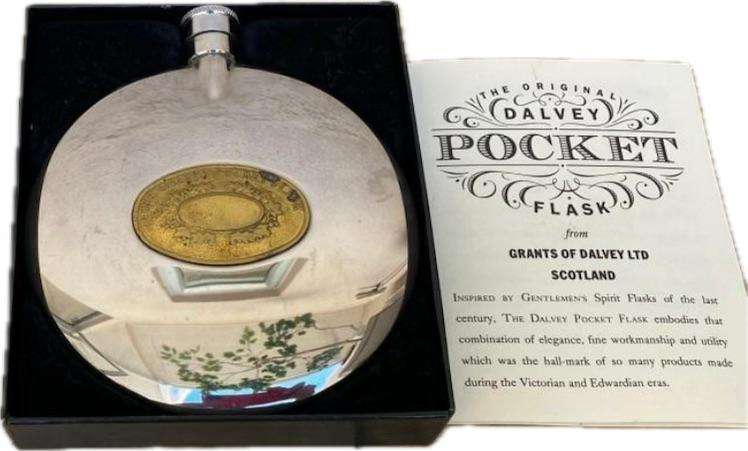 THE ORIGINAL
DALVEY
POCKET
FLASK
from
GRANTS OF DALVEY LTD
SCOTLAND
INSPIRED BY GENTLEMEN'S Spirit Flasks of the last
century, THE DALVEY POCKET FLASK embodies that
combination of elegance, fine workmanship and utility
which was the hall-mark of so many products made
during the Victorian and Edwardian eras.